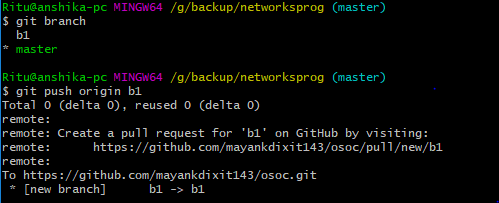 Ritu@anshika-pc MINGW64 /g/backup/networksprog (master)
$ git branch
  b1
* master

Ritu@anshika-pc MINGW64 /g/backup/networksprog (master)
$ git push origin b1
Total 0 (delta 0), reused 0 (delta 0)
remote:
remote: Create a pull request for 'b1' on GitHub by visiting:
remote:      https://github.com/mayankdixit143/osoc/pull/new/b1
remote:
To https://github.com/mayankdixit143/osoc.git
 * [new branch]      b1 -> b1